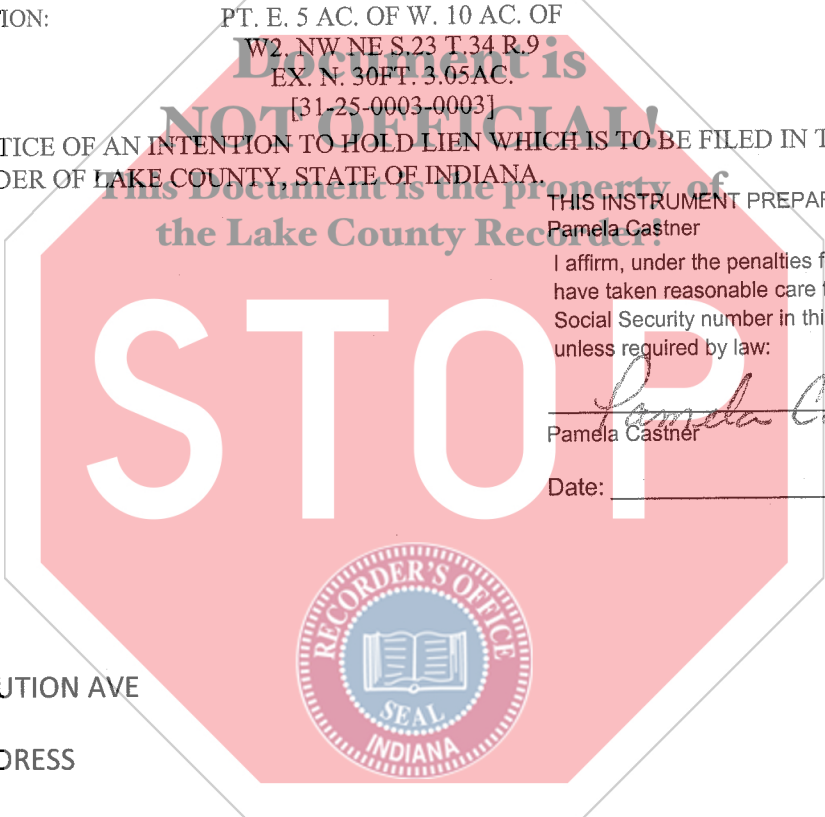 TION:
PT. E. 5 AC. OF W. 10 AC. OF
W2. NW NE S.23 T.34 R.9
EX. N. 30FT. 3.05AC.
[31-25-0003-0003]
Document is
NOT OFFICIAL!
This Document is the property of
the Lake County Recorder!
TICE OF AN INTENTION TO HOLD LIEN WHICH IS TO BE FILED IN T
DER OF LAKE COUNTY, STATE OF INDIANA.
THIS INSTRUMENT PREPAR
Pamela Castner
I affirm, under the penalties f
have taken reasonable care t
Social Security number in thi
unless required by law:
Pamela C
Pamela Castner
Date:
STOP
RECORDER'S OFFICE
SEAL
INDIANA
UTION AVE
DRESS